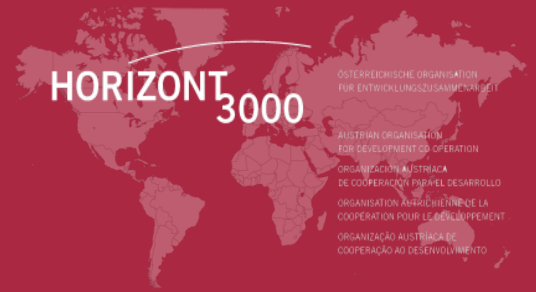 HORIZONT
3000
ÖSTERREICHISCHE ORGANISATION
FÜR ENTWICKLUNGSZUSAMMENARBEIT
AUSTRIAN ORGANISATION
FOR DEVELOPMENT CO-OPERATION
ORGANIZACIÓN AUSTRÍACA
DE COOPERACIÓN PARA EL DESARROLLO
ORGANISATION AUTRICHIENNE DE LA
COOPÉRATION POUR LE DÉVELOPPEMENT
ORGANIZAÇÃO AUSTRÍACA DE
COOPERAÇÃO AO DESENVOLVIMENTO